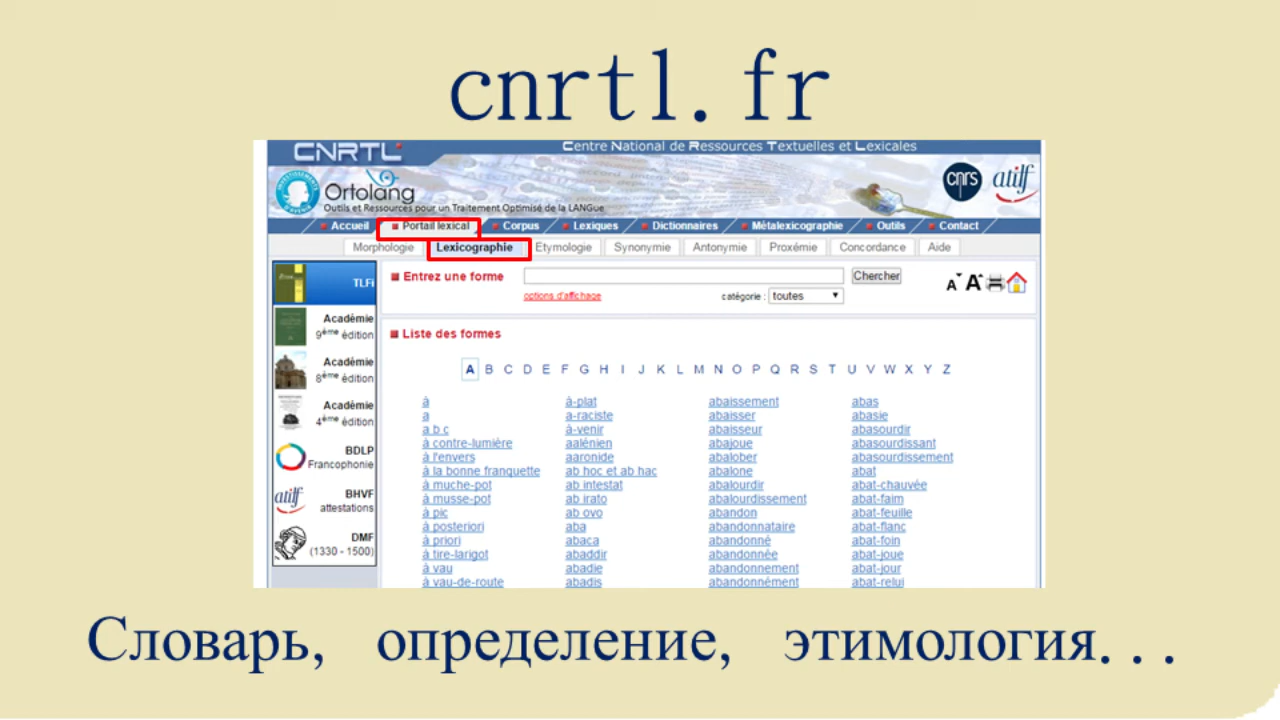 cnrtl.fr
CNRTL
Centre National de Ressources Textuelles et Lexicales
Ortolang
Outils et Ressources pour un Traitement Optimisé de la LANGue
cnrs atilf
Accueil Portail lexical Corpus Lexiques Dictionnaires Métalexicographie Outils Contact
Morphologie Lexicographie Etymologie Synonymie Antonymie Proxémie Concordance Aide
TLFi
Académie
9ème édition
Académie
8ème édition
Académie
4ème édition
BDLP
Francophonie
atilf
BHVF
attestations
DMF
(1330 - 1500)
Entrez une forme Chercher
options d'affichage catégorie : toutes
A A
Liste des formes
A B C D E F G H I J K L M N O P Q R S T U V W X Y Z
à à-plat abaissement abas
a a-raciste abaisser abasie
a b c à-venir abaisseur abasourdir
à contre-lumière aalénien abajoue abasourdissant
à l'envers aaronide abalober abasourdissement
à la bonne franquette ab hoc et ab hac abalone abat
à muche-pot ab intestat abalourdir abat-chauvée
à musse-pot ab irato abalourdissement abat-faim
à pic ab ovo abandon abat-feuille
à posteriori aba abandonnataire abat-flanc
à priori abaca abandonné abat-foin
à tire-larigot abaddir abandonnée abat-joue
à vau abadie abandonnement abat-jour
à vau-de-route abadis abandonnément abat-relui
Словарь, определение, этимология...